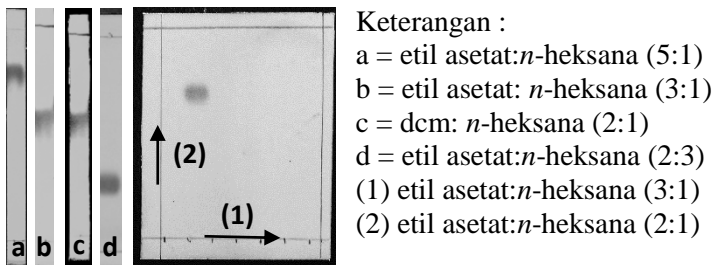 Keterangan :
a = etil asetat:n-heksana (5:1)
b = etil asetat: n-heksana (3:1)
c = dcm: n-heksana (2:1)
d = etil asetat:n-heksana (2:3)
(1) etil asetat:n-heksana (3:1)
(2) etil asetat:n-heksana (2:1)
a b c d
(2)
(1)